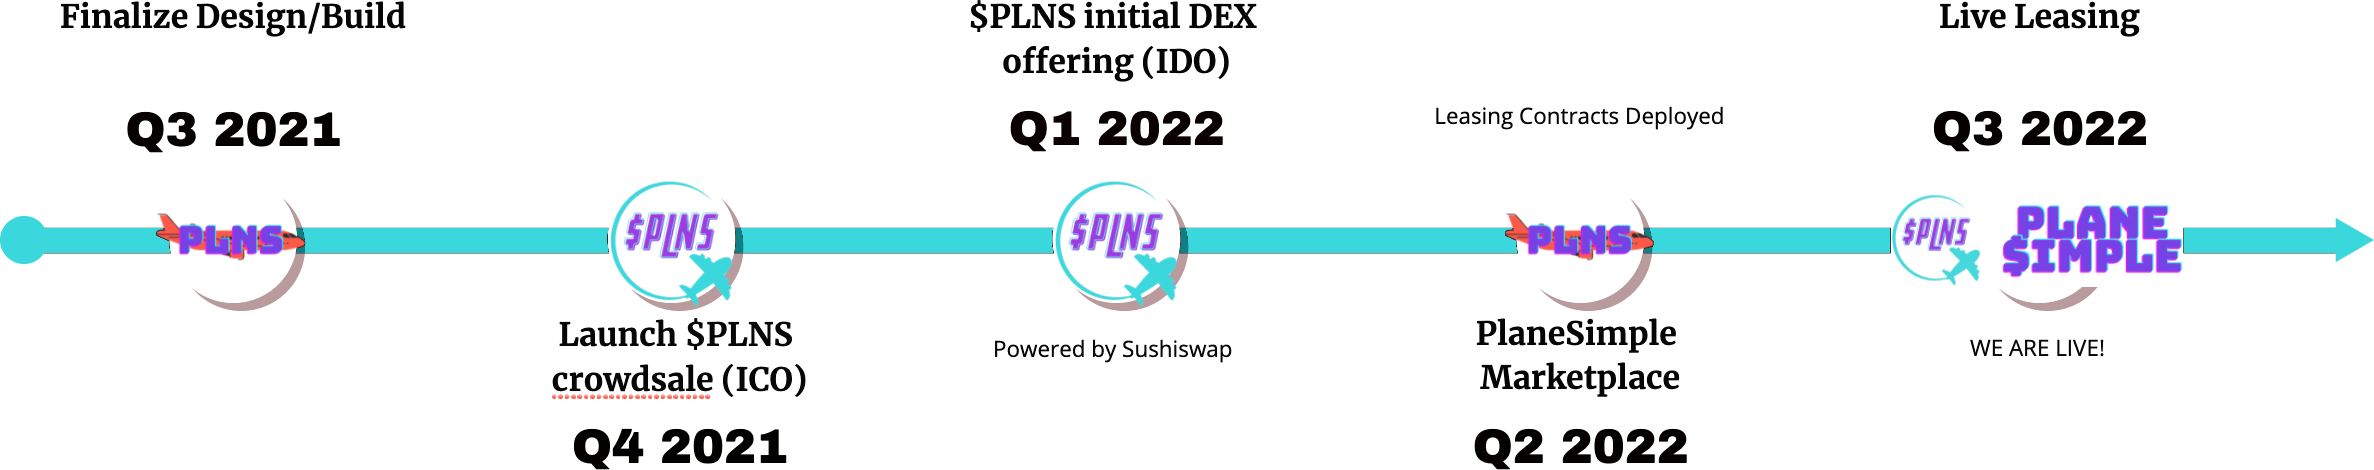 Finalize Design/Build
Q3 2021
PLNS
Launch $PLNS
crowdsale (ICO)
Q4 2021
$PLNS
$PLNS initial DEX
offering (IDO)
Q1 2022
$PLNS
Powered by Sushiswap
Leasing Contracts Deployed
PLNS
PlaneSimple
Marketplace
Q2 2022
Live Leasing
Q3 2022
$PLNS
PLANE
$IMPLE
WE ARE LIVE!